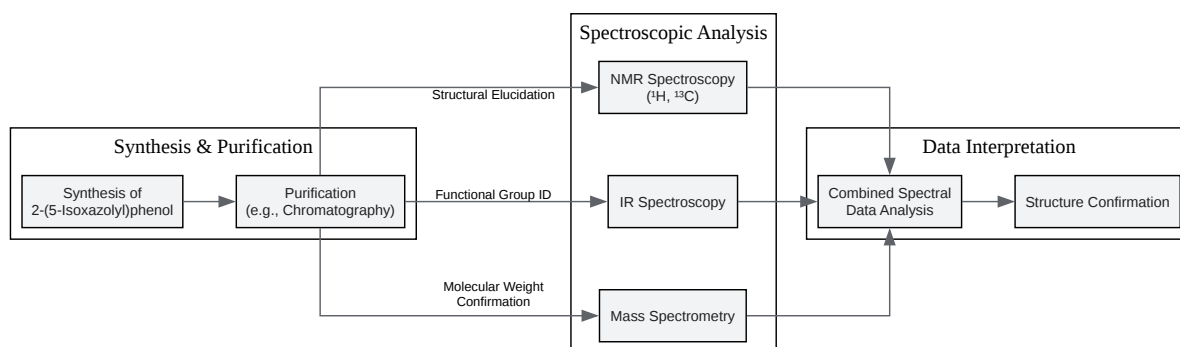 Synthesis & Purification
Synthesis of
2-(5-Isoxazolyl)phenol
Purification
(e.g., Chromatography)
Structural Elucidation
Functional Group ID
Molecular Weight
Confirmation
Spectroscopic Analysis
NMR Spectroscopy
(¹H, ¹³C)
IR Spectroscopy
Mass Spectrometry
Data Interpretation
Combined Spectral
Data Analysis
Structure Confirmation